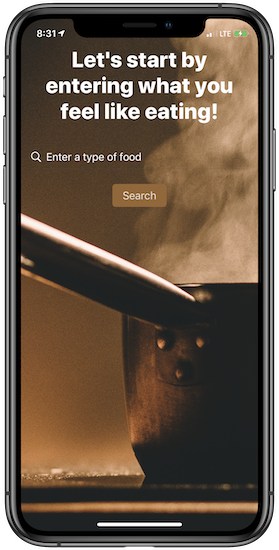 8:31 LTE
Let's start by
entering what you
feel like eating!
Enter a type of food
Search